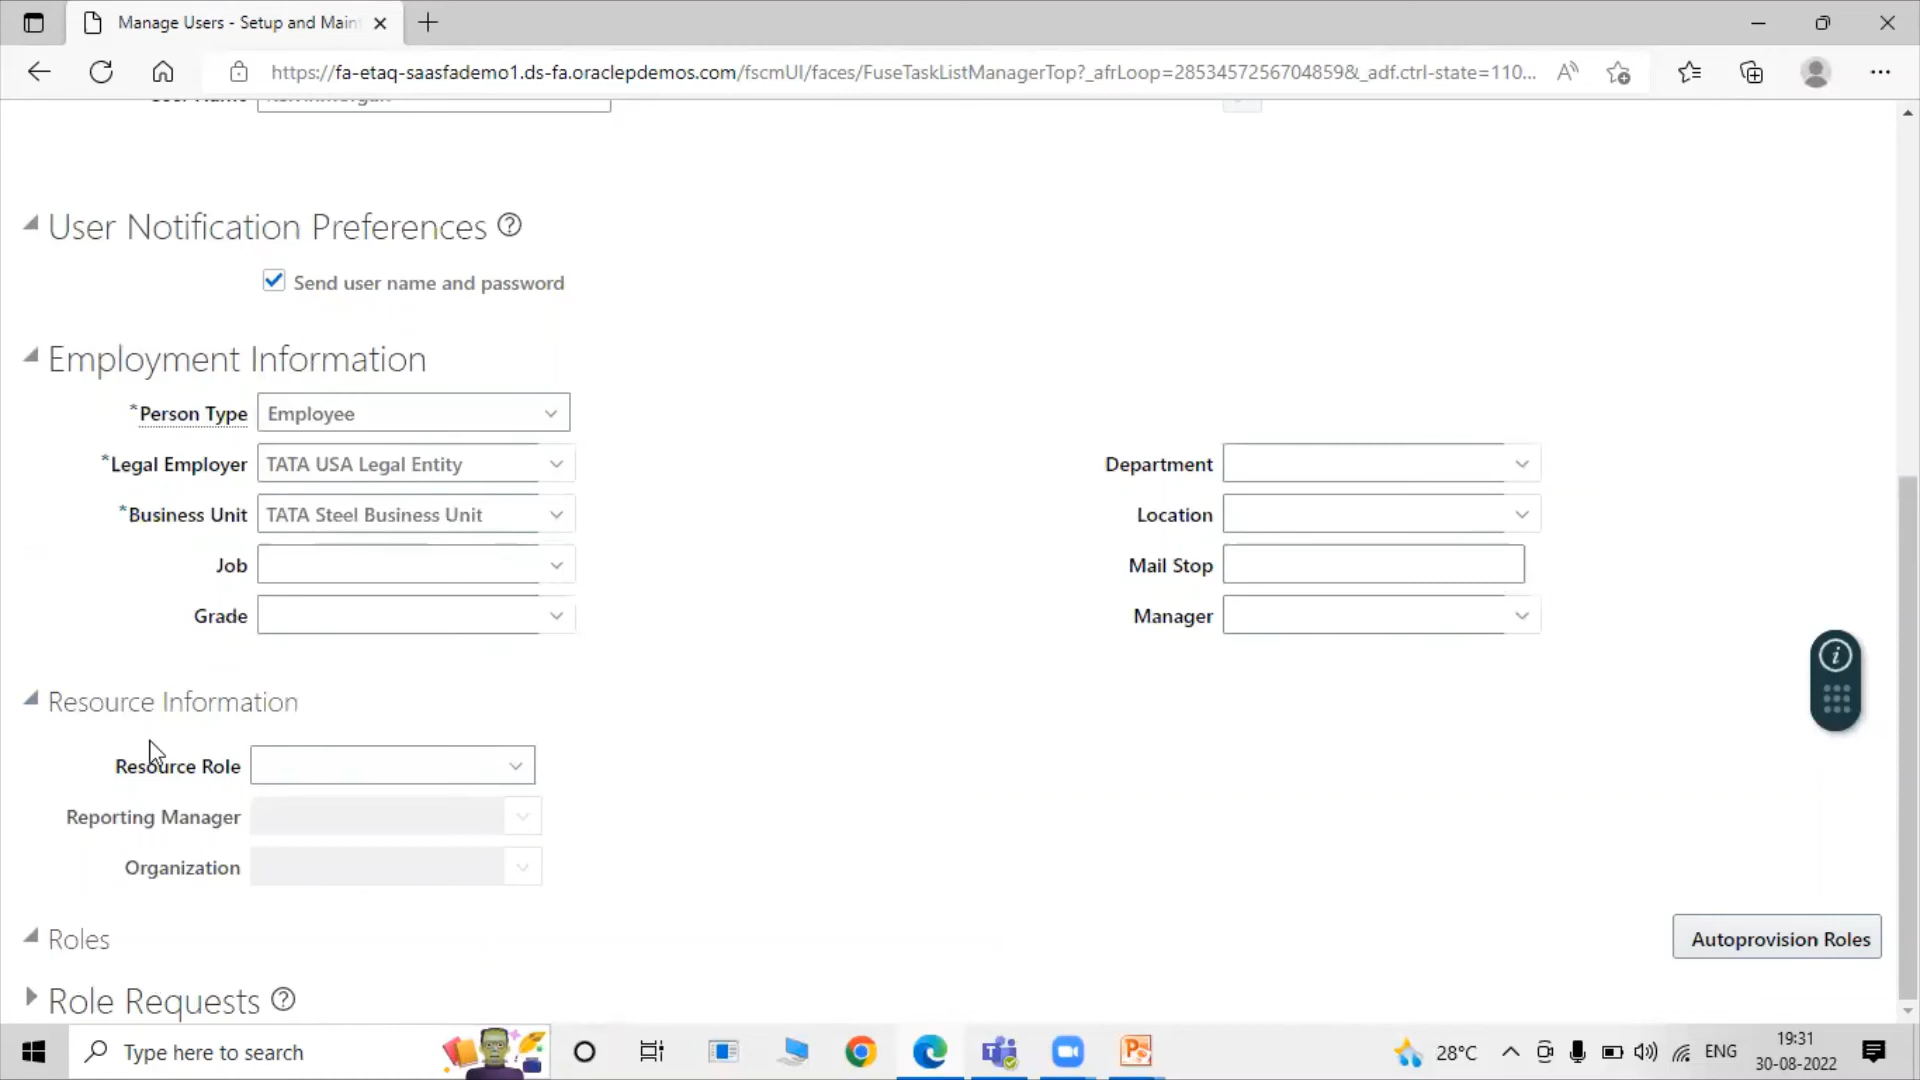 Manage Users - Setup and Main
https://fa-etaq-saasfademo1.ds-fa.oraclepdemos.com/fscmUI/faces/FuseTaskListManagerTop?_afrLoop=28534572567048598&_adf.ctrl-state=110...
User Notification Preferences
Send user name and password
Employment Information
*Person Type Employee
*Legal Employer TATA USA Legal Entity Department
*Business Unit TATA Steel Business Unit Location
Job Mail Stop
Grade Manager
Resource Information
Resource Role
Reporting Manager
Organization
Roles Autoprovision Roles
Role Requests
Type here to search 28°C ENG 19:31
30-08-2022